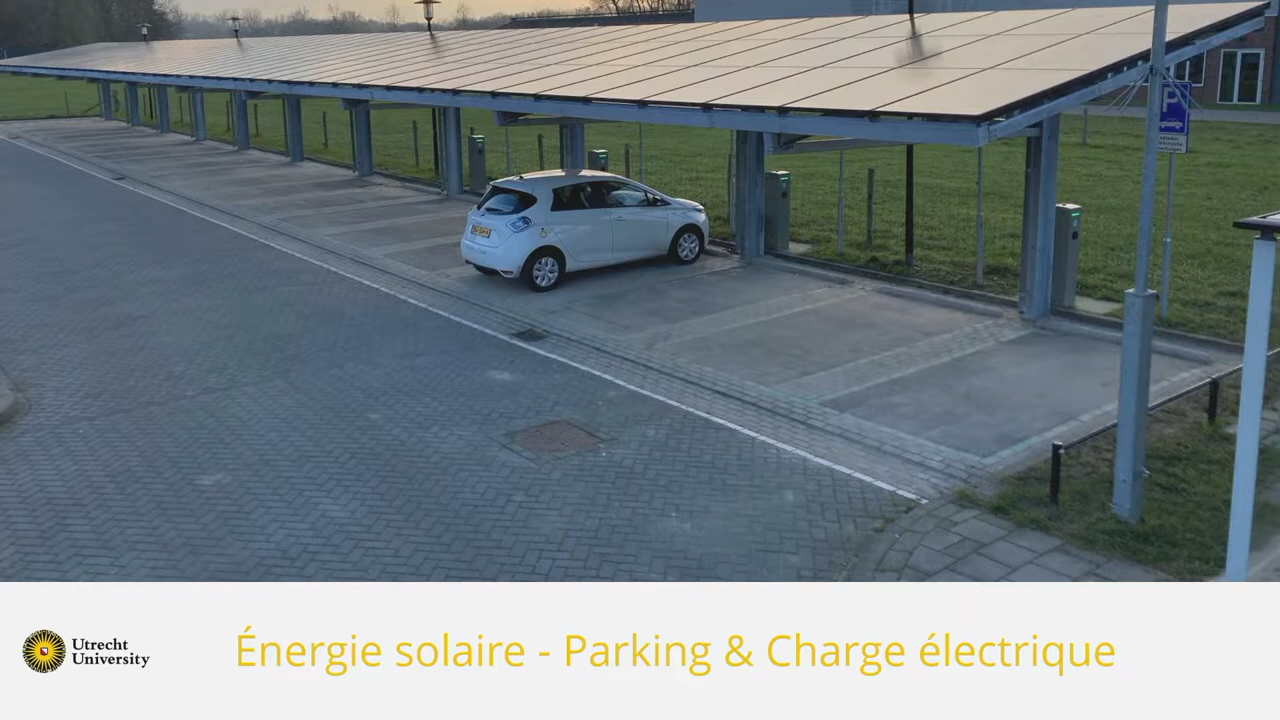 P
Utrecht
University
Énergie solaire - Parking & Charge électrique